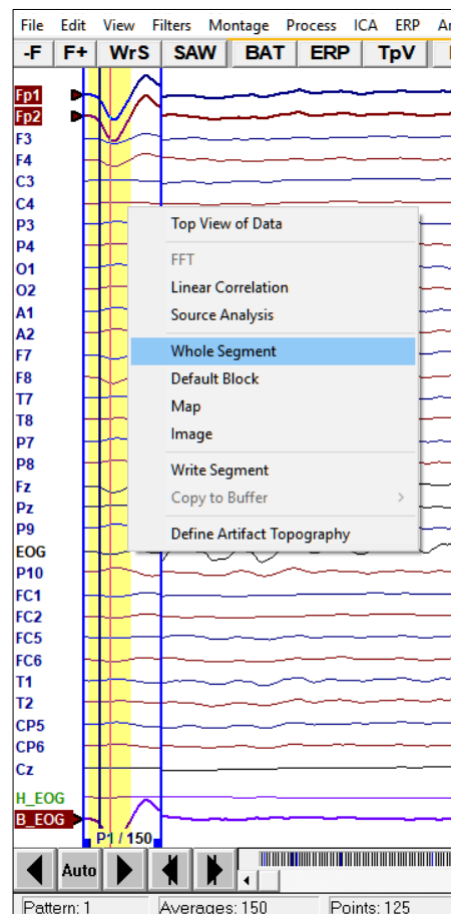 File Edit View Filters Montage Process ICA ERP
-F F+ WrS SAW BAT ERP TpV
Fp1
Fp2
F3
F4
C3
C4
P3
P4
O1
O2
A1
A2
F7
F8
T7
T8
P7
P8
Fz
Pz
P9
EOG
P10
FC1
FC2
FC5
FC6
T1
T2
CP5
CP6
Cz
H_EOG
B_EOG
Top View of Data
FFT
Linear Correlation
Source Analysis
Whole Segment
Default Block
Map
Image
Write Segment
Copy to Buffer
Define Artifact Topography
P1 / 150
Auto
Pattern: 1 Averages: 150 Points: 125